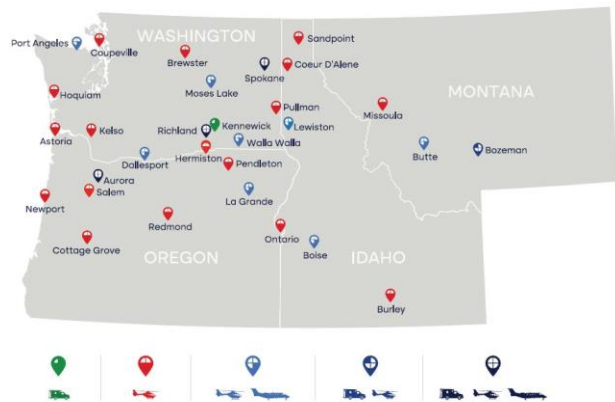 Port Angeles
Coupeville
WASHINGTON
Sandpoint
Brewster
Spokane
Coeur D'Alene
Moses Lake
MONTANA
Hoquiam
Pullman
Missoula
Astoria
Kelso
Richland
Kennewick
Lewiston
Walla Walla
Butte
Bozeman
Dallesport
Hermiston
Pendleton
Aurora
Salem
La Grande
Newport
Redmond
Ontario
Cottage Grove
Boise
OREGON
IDAHO
Burley